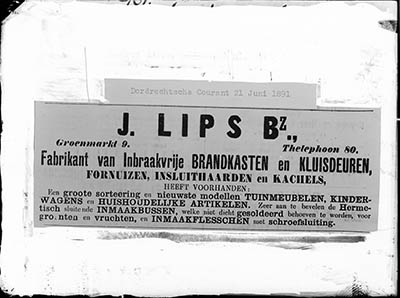 Dordrechtsche Courant 21 Juni 1891
J. LIPS Bz.,
Groenmarkt 9. Thelephoon 80.
Fabrikant van Inbraakvrije BRANDKASTEN en KLUISDEUREN,
FORNUIZEN, INSLUITHAARDEN en KACHELS,
HEEFT VOORHANDEN:
Een groote sorteering en nieuwste modellen TUINMEUBELEN, KINDER-
WAGENS en HUISHOUDELIJKE ARTIKELEN. Zeer aan te bevelen de Herme-
tisch sluitende INMAAKBUSSEN, welke niet dicht gesoldeerd behoeven te worden, voor
groenten en vruchten, en INMAAKFLESSCHEN met schroefsluiting.